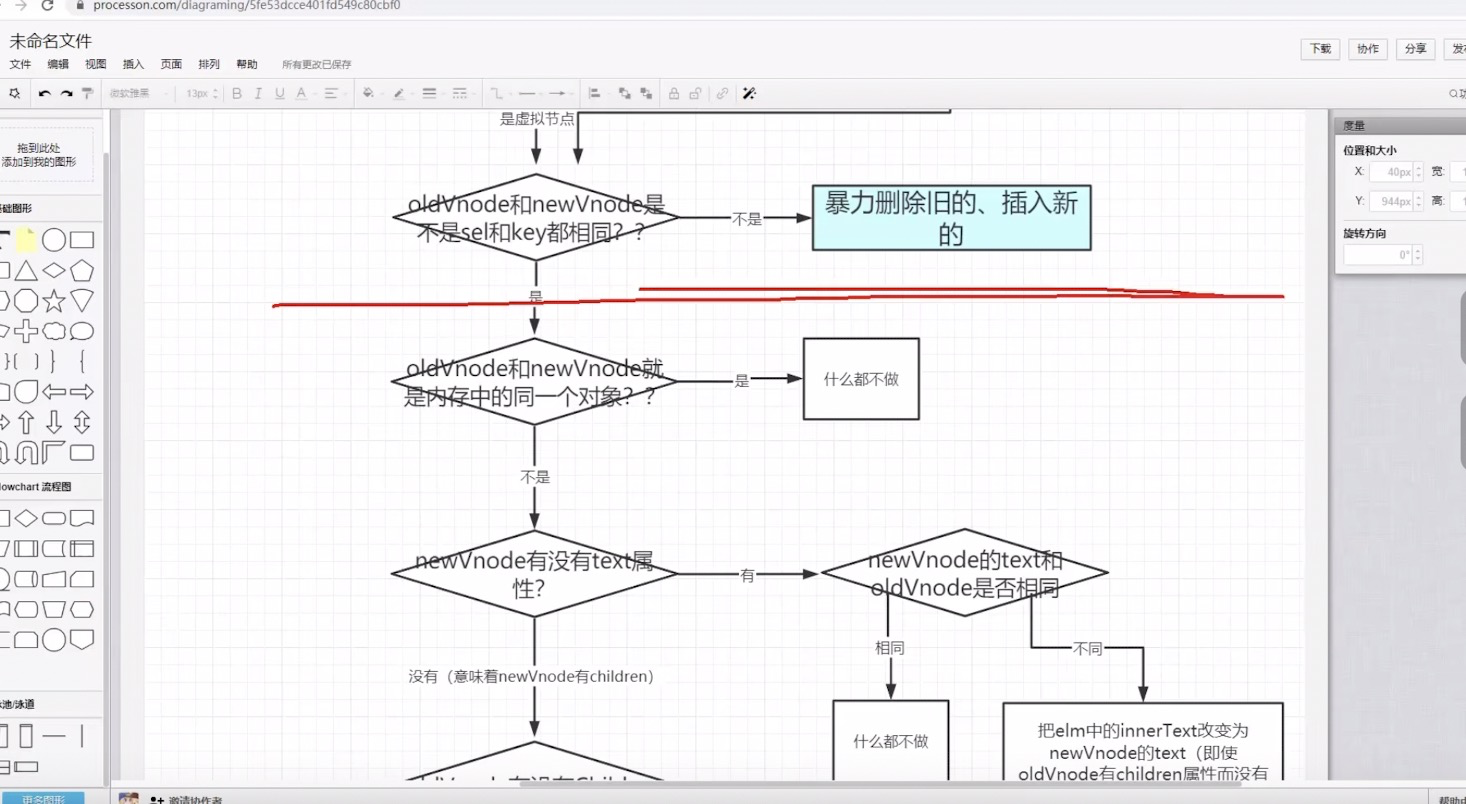 processon.com/diagraming/5fe53dcce401fd549c80cbf0
未命名文件
文件 编辑 视图 插入 页面 排列 帮助 所有更改已保存
下载 协作 分享 发
微软雅黑 13px B I U A
拖到此处
添加到我的图形
基础图形
lowchart 流程图
泳池/泳道
更多图形
邀请协作者
是虚拟节点
oldVnode和newVnode是
不是sel和key都相同？？
不是
暴力删除旧的、插入新
的
是
oldVnode和newVnode就
是内存中的同一个对象？？
是
什么都不做
不是
newVnode有没有text属
性？
有
newVnode的text和
oldVnode是否相同
相同
不同
没有（意味着newVnode有children）
什么都不做
把elm中的innerText改变为
newVnode的text（即使
oldVnode有children属性而没有
度量
位置和大小
X: 40px 宽: 1
Y: 944px 高: 1
旋转方向
0°
帮助中